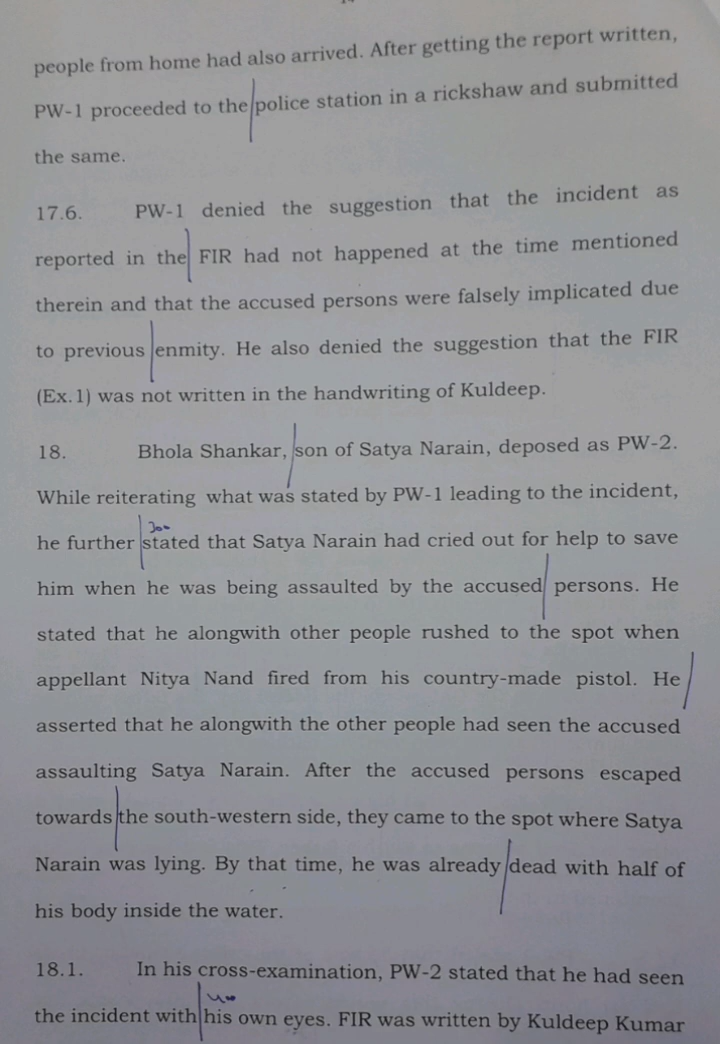 people from home had also arrived. After getting the report written,
PW-1 proceeded to the police station in a rickshaw and submitted
the same.
17.6. PW-1 denied the suggestion that the incident as
reported in the FIR had not happened at the time mentioned
therein and that the accused persons were falsely implicated due
to previous enmity. He also denied the suggestion that the FIR
(Ex.1) was not written in the handwriting of Kuldeep.
18. Bhola Shankar, son of Satya Narain, deposed as PW-2.
While reiterating what was stated by PW-1 leading to the incident,
he further stated that Satya Narain had cried out for help to save
him when he was being assaulted by the accused persons. He
stated that he alongwith other people rushed to the spot when
appellant Nitya Nand fired from his country-made pistol. He
asserted that he alongwith the other people had seen the accused
assaulting Satya Narain. After the accused persons escaped
towards the south-western side, they came to the spot where Satya
Narain was lying. By that time, he was already dead with half of
his body inside the water.
18.1. In his cross-examination, PW-2 stated that he had seen
the incident with his own eyes. FIR was written by Kuldeep Kumar